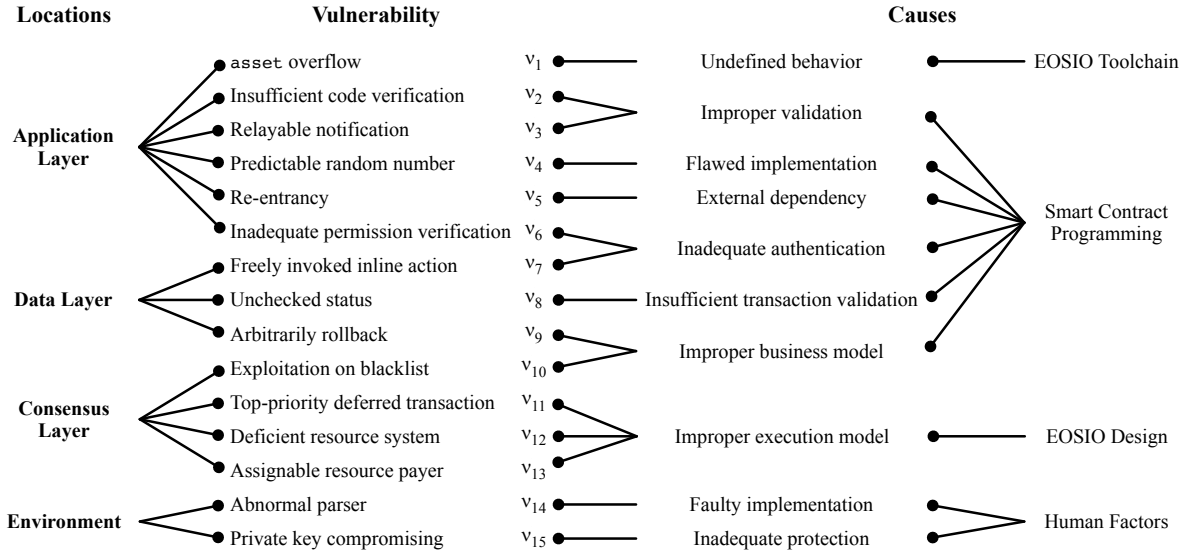 Locations Vulnerability Causes
asset overflow ν1 Undefined behavior EOSIO Toolchain
Insufficient code verification ν2
Improper validation
Application
Layer
Relayable notification ν3
Predictable random number ν4 Flawed implementation
Re-entrancy ν5 External dependency
Smart Contract
Programming
Inadequate permission verification ν6
Inadequate authentication
Freely invoked inline action ν7
Data Layer Unchecked status ν8 Insufficient transaction validation
Arbitrarily rollback ν9
Improper business model
Exploitation on blacklist ν10
Consensus
Layer
Top-priority deferred transaction ν11
Deficient resource system ν12 Improper execution model EOSIO Design
Assignable resource payer ν13
Abnormal parser ν14 Faulty implementation
Environment
Human Factors
Private key compromising ν15 Inadequate protection